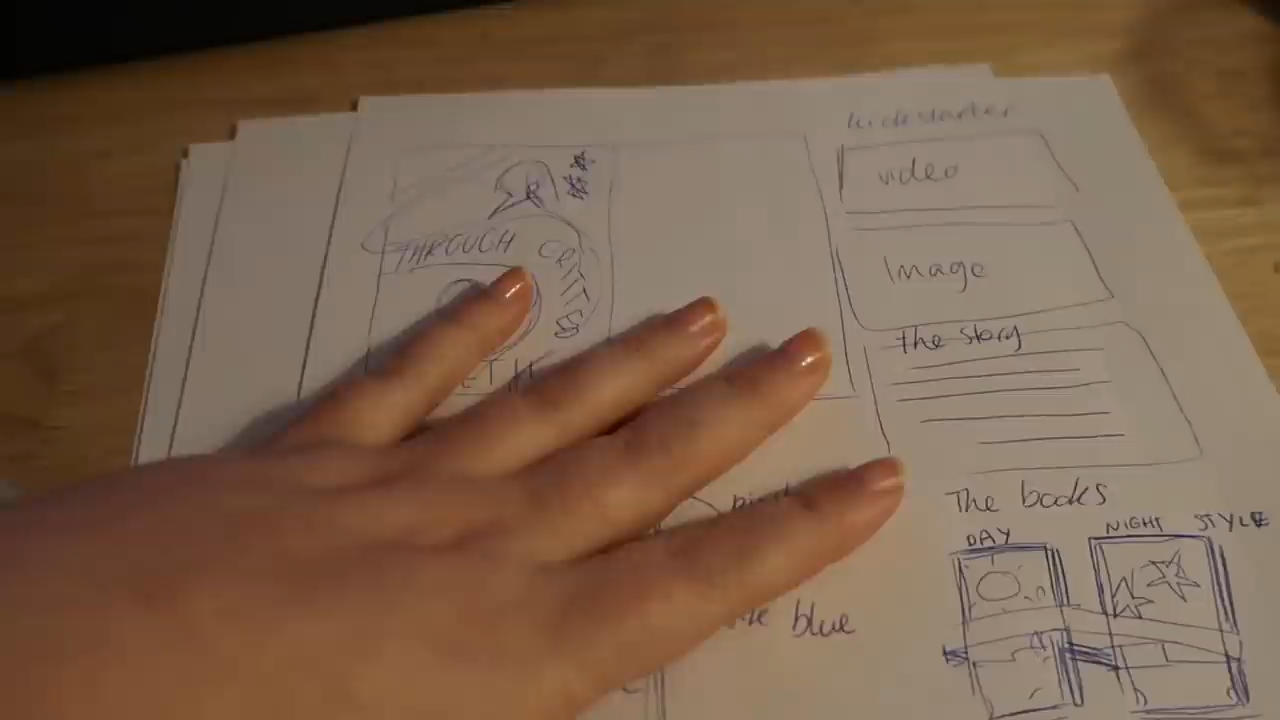 kickstarter
video
Image
the story
THROUGH CRITTES
The books
DAY
NIGHT STYLE
blue